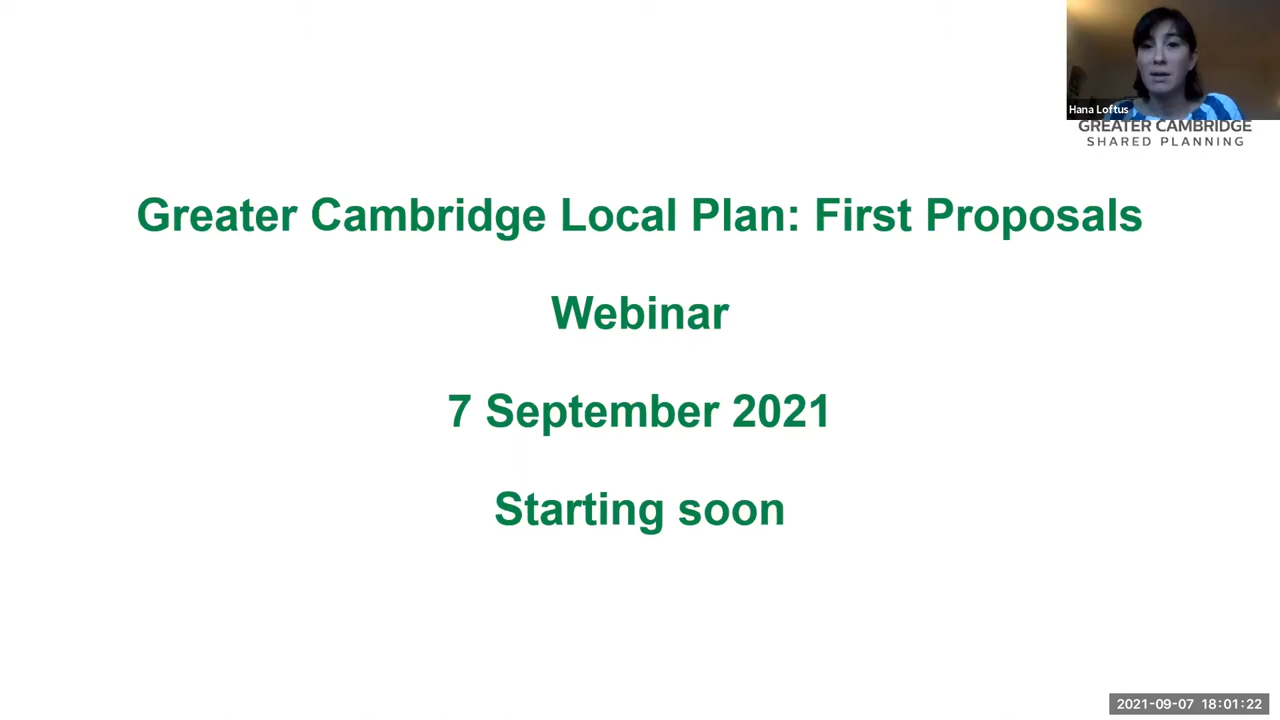 Hana Loftus
GREATER CAMBRIDGE
SHARED PLANNING
Greater Cambridge Local Plan: First Proposals
Webinar
7 September 2021
Starting soon
2021-09-07 18:01:22